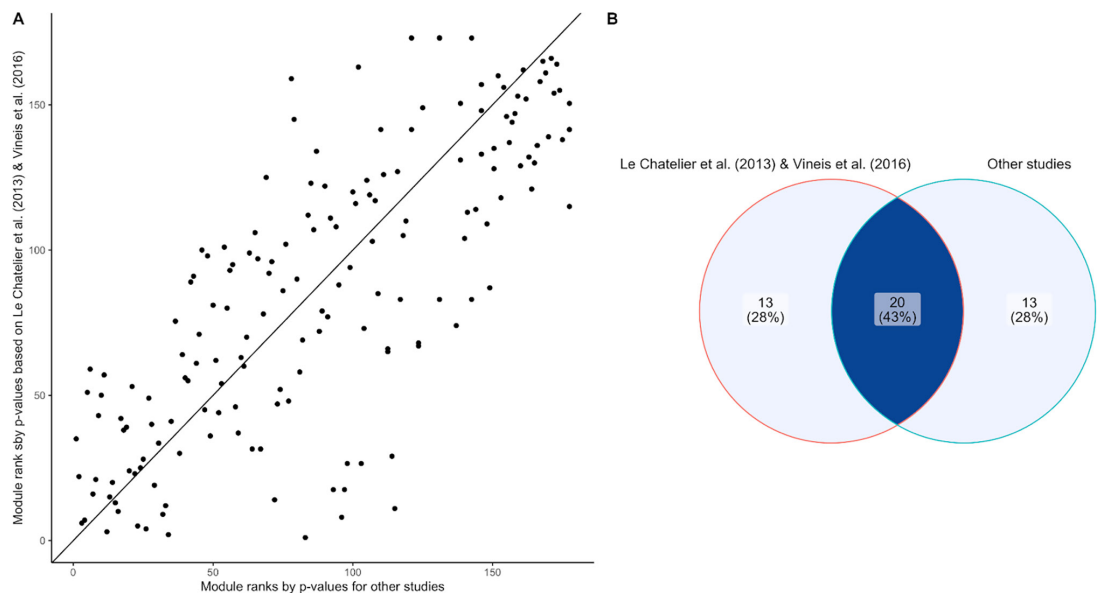 A
Module ranks by p-values based on Le Chatelier et al. (2013) & Vineis et al. (2016)
150
100
50
0
0 50 100 150
Module ranks by p-values for other studies
B
Le Chatelier et al. (2013) & Vineis et al. (2016) Other studies
13 20 13
(28%) (43%) (28%)